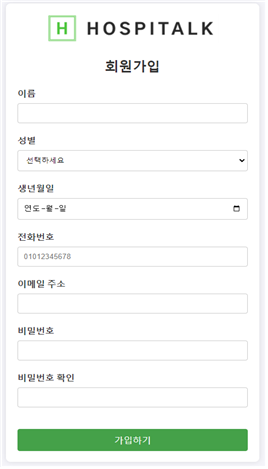 H HOSPITALK
회원가입
이름
성별
선택하세요
생년월일
연도-월-일
전화번호
01012345678
이메일 주소
비밀번호
비밀번호 확인
가입하기